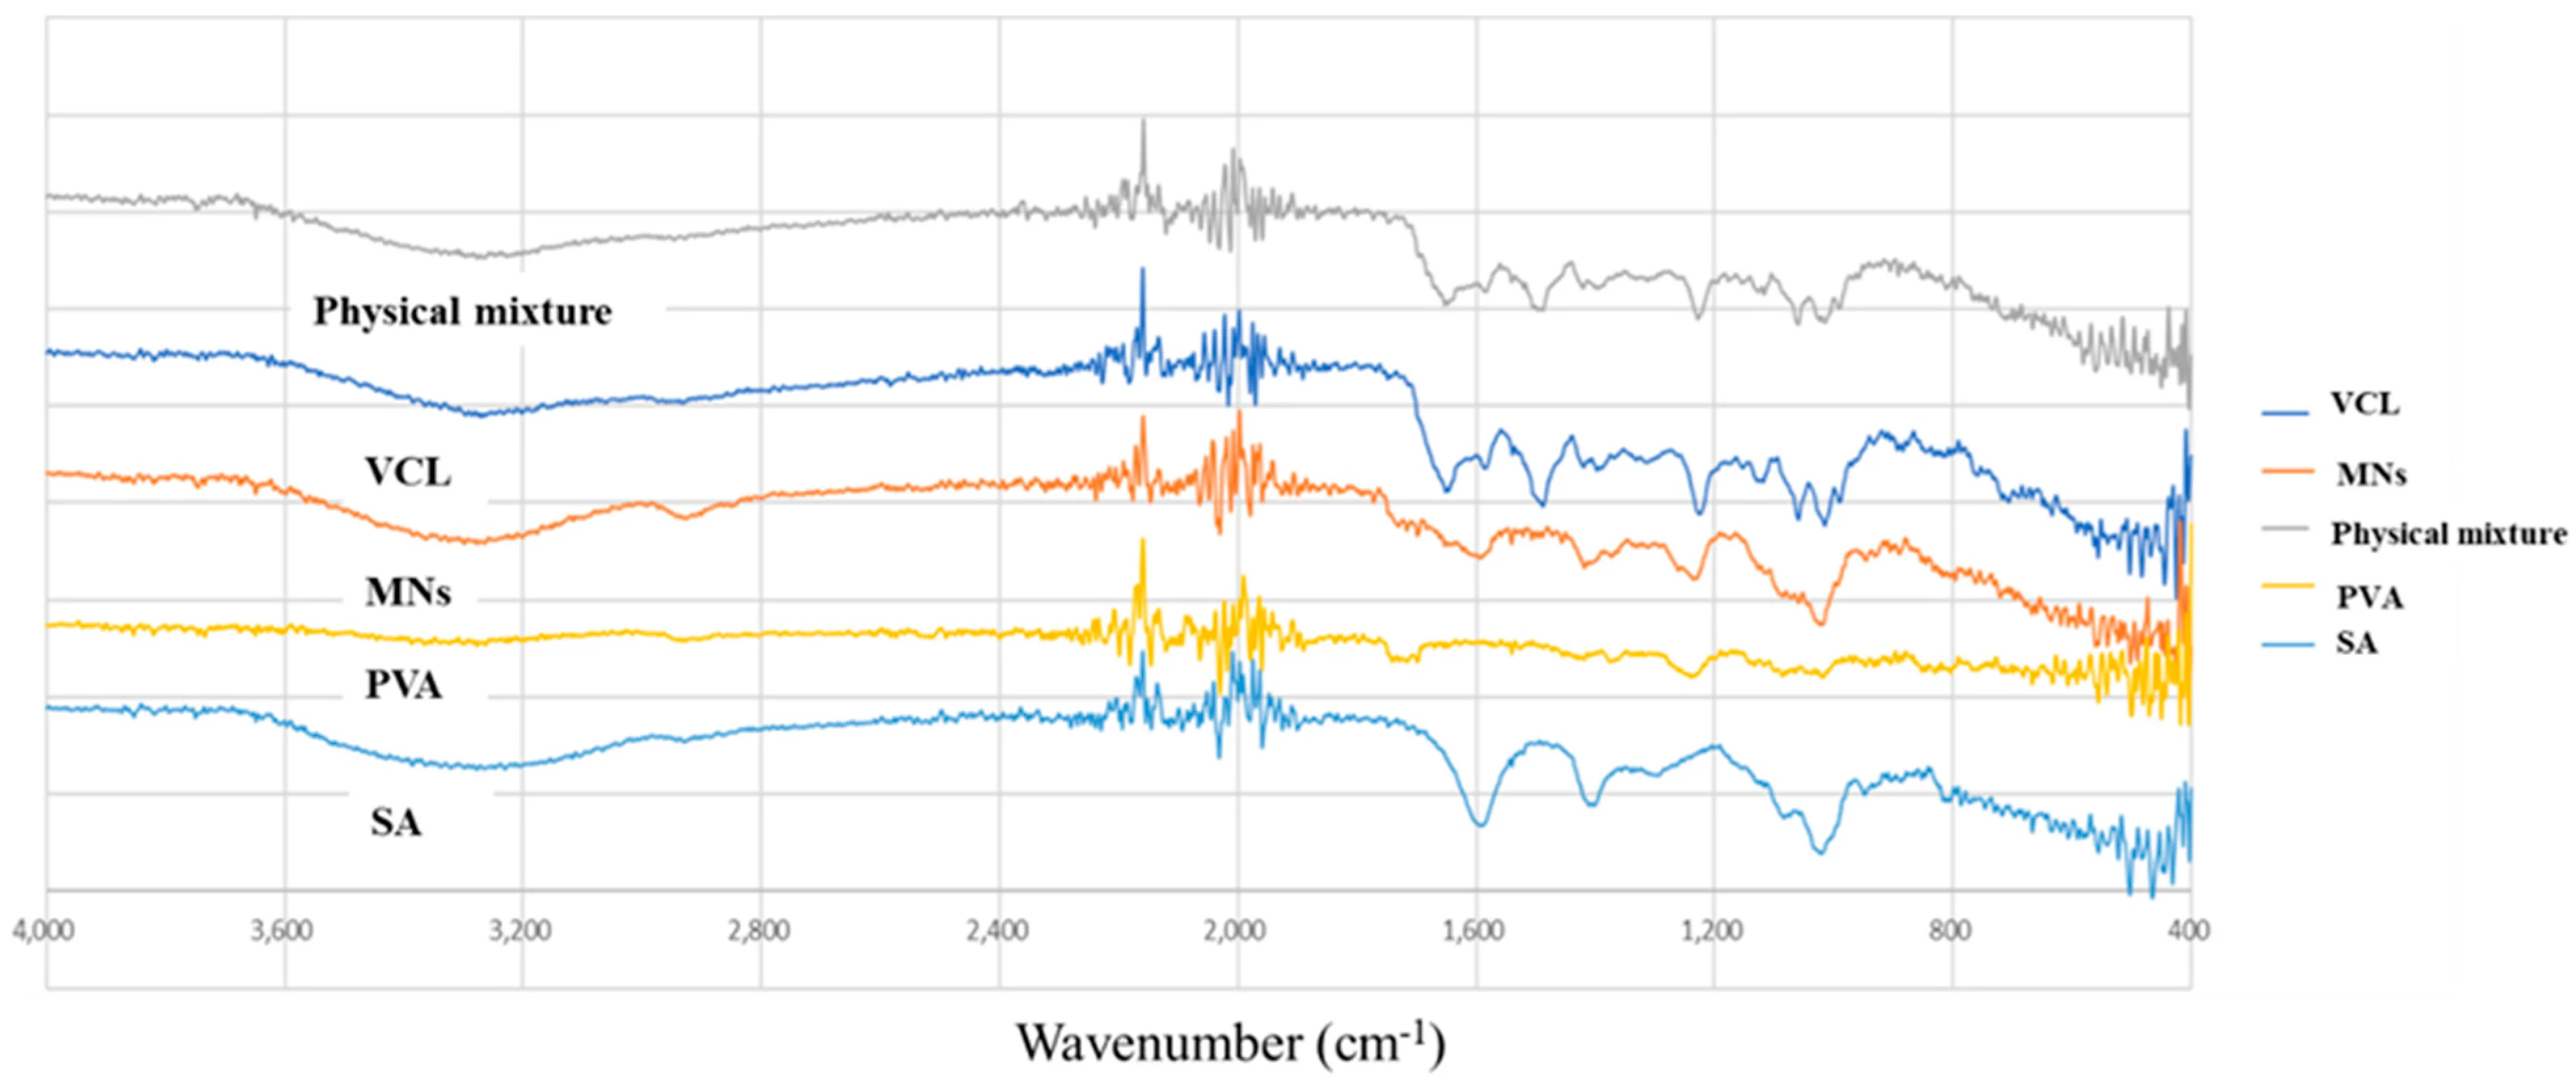 Physical mixture
VCL
MNs
PVA
SA
VCL
MNs
Physical mixture
PVA
SA
4,000 3,600 3,200 2,800 2,400 2,000 1,600 1,200 800 400
Wavenumber (cm⁻¹)